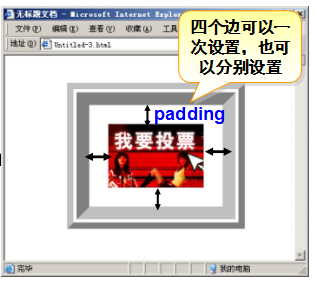 无标题文档 - Microsoft Internet Explor
文件(F) 编辑(E) 查看(V) 收藏(A) 工具
地址(D) Untitled-3.html
四个边可以一
次设置，也可
以分别设置
padding
我要投票
完毕
我的电脑